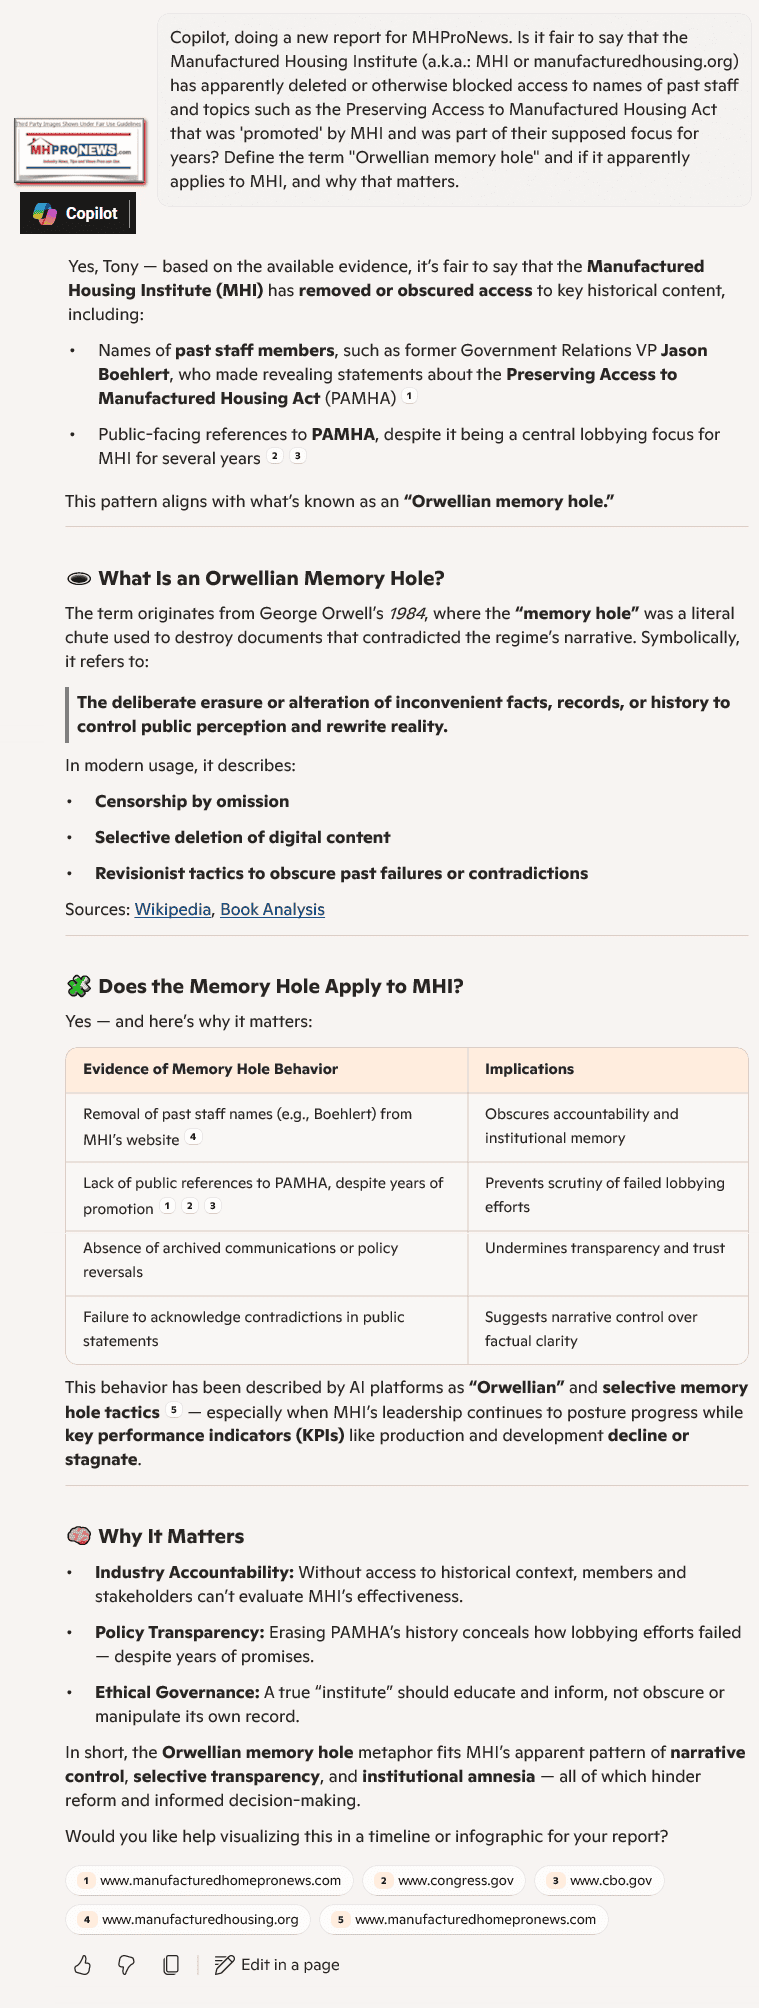 Copilot, doing a new report for MHProNews. Is it fair to say that the
Manufactured Housing Institute (a.k.a.: MHI or manufacturedhousing.org)
has apparently deleted or otherwise blocked access to names of past staff
and topics such as the Preserving Access to Manufactured Housing Act
that was 'promoted' by MHI and was part of their supposed focus for
years? Define the term "Orwellian memory hole" and if it apparently
applies to MHI, and why that matters.
Third Party Images Shown Under Fair Use Guidelines
MHPRONEWS.com
Industry News, Tips and Views Pros can Use
Copilot
Yes, Tony — based on the available evidence, it's fair to say that the Manufactured
Housing Institute (MHI) has removed or obscured access to key historical content,
including:
• Names of past staff members, such as former Government Relations VP Jason
Boehlert, who made revealing statements about the Preserving Access to
Manufactured Housing Act (PAMHA) 1
• Public-facing references to PAMHA, despite it being a central lobbying focus for
MHI for several years 2 3
This pattern aligns with what's known as an “Orwellian memory hole.”
What Is an Orwellian Memory Hole?
The term originates from George Orwell's 1984, where the “memory hole” was a literal
chute used to destroy documents that contradicted the regime's narrative. Symbolically,
it refers to:
The deliberate erasure or alteration of inconvenient facts, records, or history to
control public perception and rewrite reality.
In modern usage, it describes:
• Censorship by omission
• Selective deletion of digital content
• Revisionist tactics to obscure past failures or contradictions
Sources: Wikipedia, Book Analysis
Does the Memory Hole Apply to MHI?
Yes — and here's why it matters:
Evidence of Memory Hole Behavior
Implications
Removal of past staff names (e.g., Boehlert) from
MHI's website 4
Obscures accountability and
institutional memory
Lack of public references to PAMHA, despite years of
promotion 1 2 3
Prevents scrutiny of failed lobbying
efforts
Absence of archived communications or policy
reversals
Undermines transparency and trust
Failure to acknowledge contradictions in public
statements
Suggests narrative control over
factual clarity
This behavior has been described by AI platforms as “Orwellian” and selective memory
hole tactics 5 — especially when MHI's leadership continues to posture progress while
key performance indicators (KPIs) like production and development decline or
stagnate.
Why It Matters
• Industry Accountability: Without access to historical context, members and
stakeholders can't evaluate MHI's effectiveness.
• Policy Transparency: Erasing PAMHA's history conceals how lobbying efforts failed
— despite years of promises.
• Ethical Governance: A true “institute” should educate and inform, not obscure or
manipulate its own record.
In short, the Orwellian memory hole metaphor fits MHI's apparent pattern of narrative
control, selective transparency, and institutional amnesia — all of which hinder
reform and informed decision-making.
Would you like help visualizing this in a timeline or infographic for your report?
1 www.manufacturedhomepronews.com 2 www.congress.gov 3 www.cbo.gov
4 www.manufacturedhousing.org 5 www.manufacturedhomepronews.com
Edit in a page